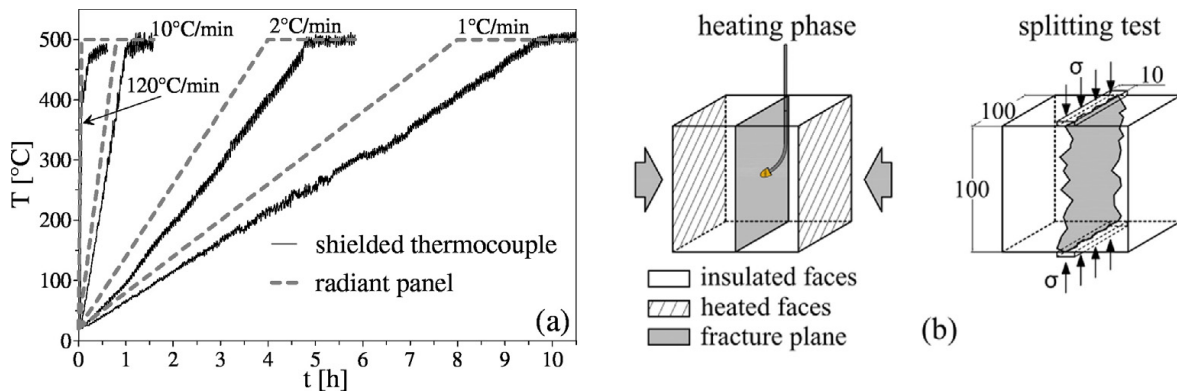 10°C/min
2°C/min
1°C/min
120°C/min
500
400
300
200
100
0
T [°C]
shielded thermocouple
radiant panel
(a)
0 1 2 3 4 5 6 7 8 9 10
t [h]
heating phase
insulated faces
heated faces
fracture plane
splitting test
σ
10
100
100
σ
(b)